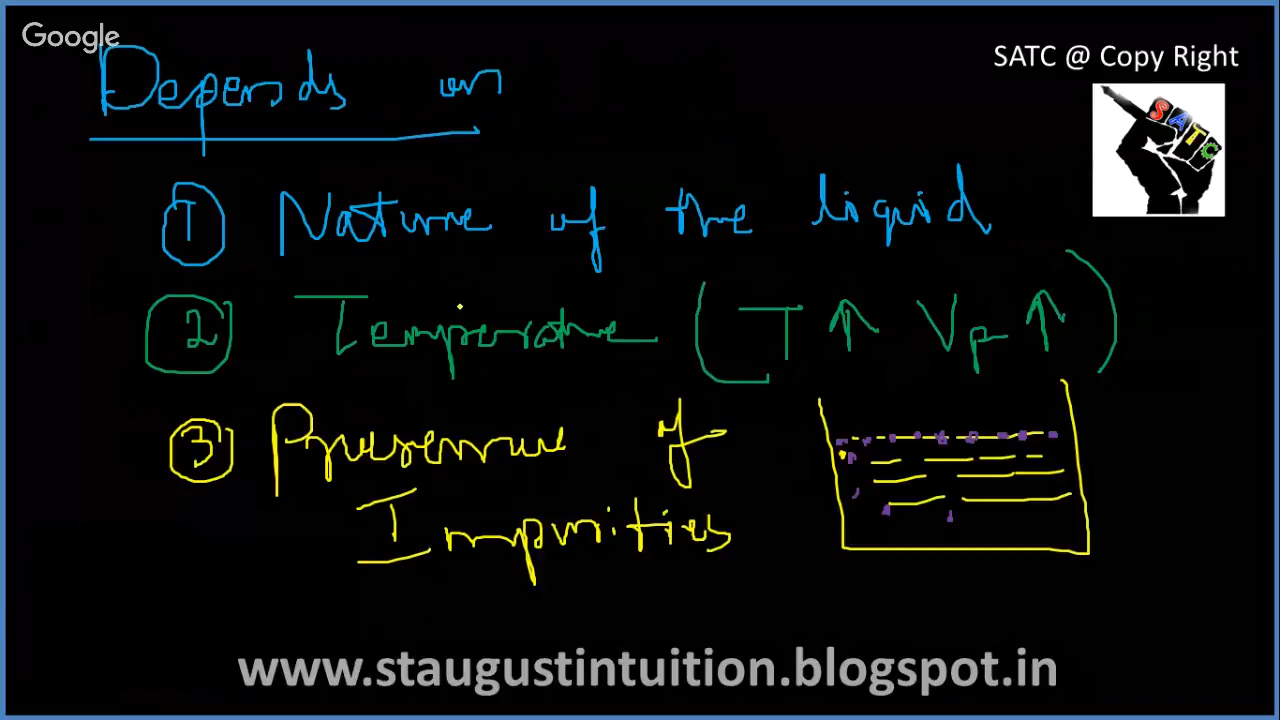 Google
SATC @ Copy Right
SATC
Depends on
1 Nature of the liquid
2 Temperature (T ↑ Vp ↑)
3 Presence of
Impurities
www.staugustintuition.blogspot.in